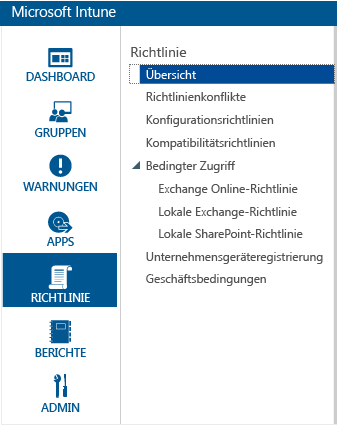 Microsoft Intune
DASHBOARD
GRUPPEN
WARNUNGEN
APPS
RICHTLINIE
BERICHTE
ADMIN
Richtlinie
Übersicht
Richtlinienkonflikte
Konfigurationsrichtlinien
Kompatibilitätsrichtlinien
Bedingter Zugriff
Exchange Online-Richtlinie
Lokale Exchange-Richtlinie
Lokale SharePoint-Richtlinie
Unternehmensgeräteregistrierung
Geschäftsbedingungen